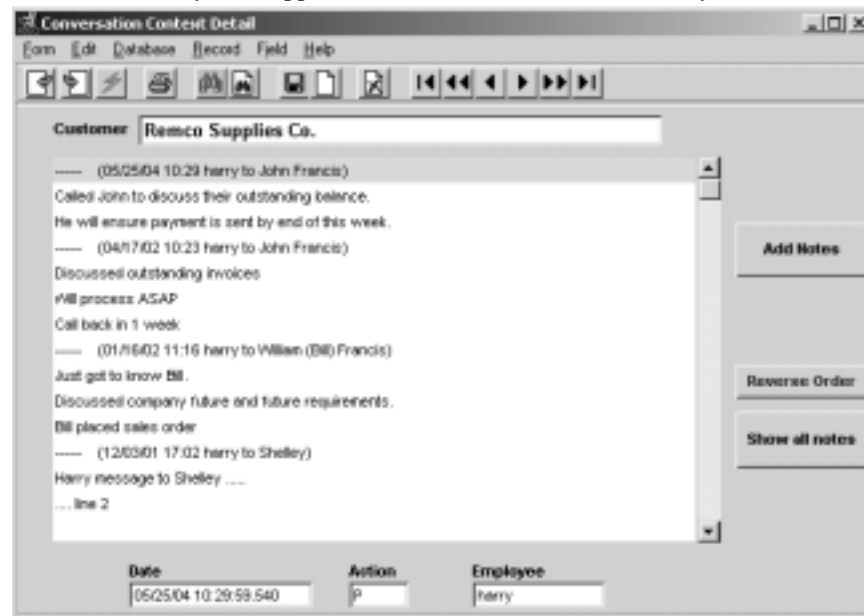 Conversation Context Detail
Form Edit Database Record Field Help
Customer Remco Supplies Co.
------ (05/25/04 10:29 harry to John Francis)
Called John to discuss their outstanding balance.
He will ensure payment is sent by end of this week.
------ (04/17/02 10:23 harry to John Francis)
Discussed outstanding invoices
Will process ASAP
Call back in 1 week
------ (01/16/02 11:16 harry to William (Bill) Francis)
Just got to know Bill.
Discussed company future and future requirements.
Bill placed sales order
------ (12/03/01 17:02 harry to Shelley)
Harry message to Shelley .....
.... line 2
Add Notes
Reverse Order
Show all notes
Date Action Employee
05/25/04 10:29:59.540 P harry